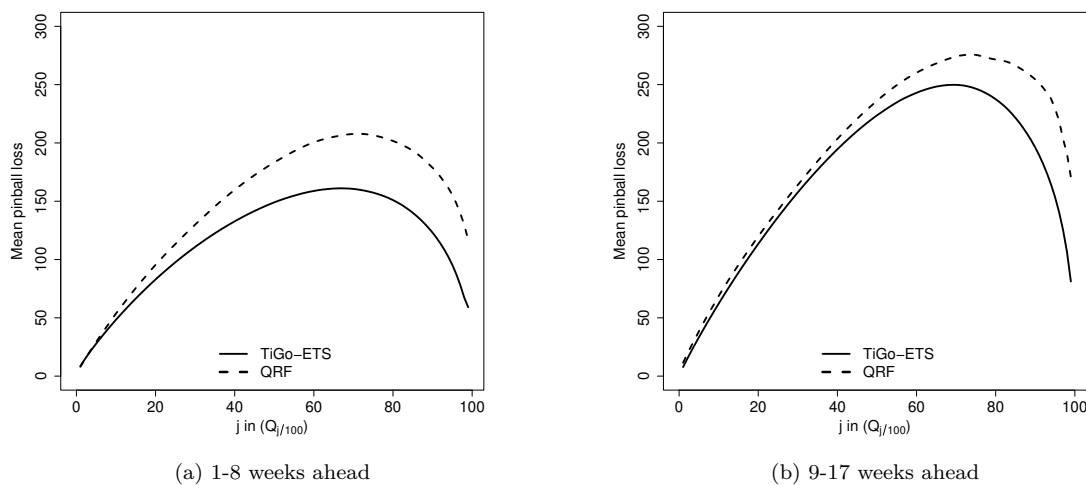 Mean pinball loss
300
250
200
150
100
50
0
TiGo−ETS
QRF
0 20 40 60 80 100
j in (Qj/100)
(a) 1-8 weeks ahead
Mean pinball loss
300
250
200
150
100
50
0
TiGo−ETS
QRF
0 20 40 60 80 100
j in (Qj/100)
(b) 9-17 weeks ahead